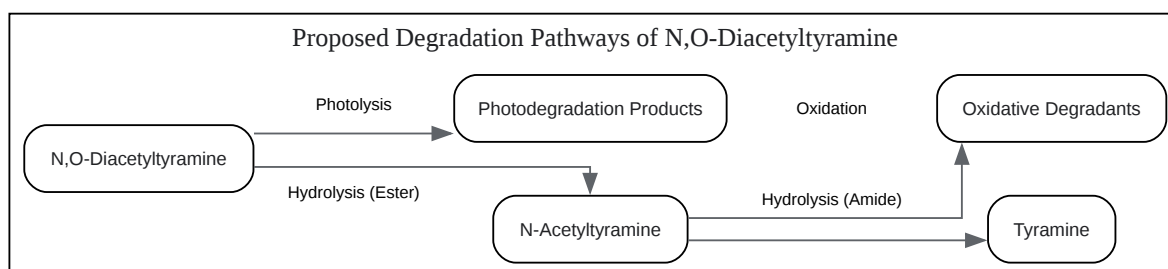 Proposed Degradation Pathways of N,O-Diacetyltyramine
Photolysis
Photodegradation Products
Oxidation
Oxidative Degradants
N,O-Diacetyltyramine
Hydrolysis (Ester)
Hydrolysis (Amide)
N-Acetyltyramine
Tyramine